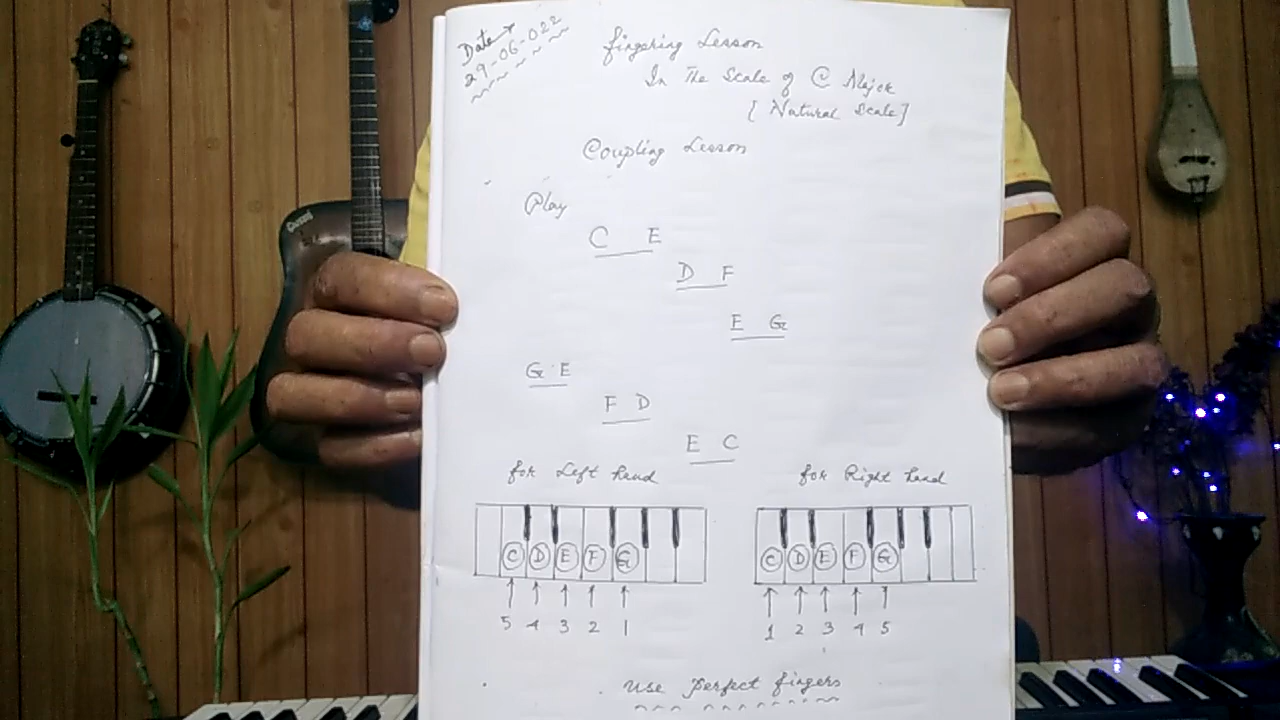 Date
29-06-022
fingering Lesson
In The Scale of C Major
[ Natural Scale ]
Coupling Lesson
Play
C E
D F
E G
G E
F D
E C
for Left hand
for Right hand
C D E F G
C D E F G
5 4 3 2 1
1 2 3 4 5
use perfect fingers